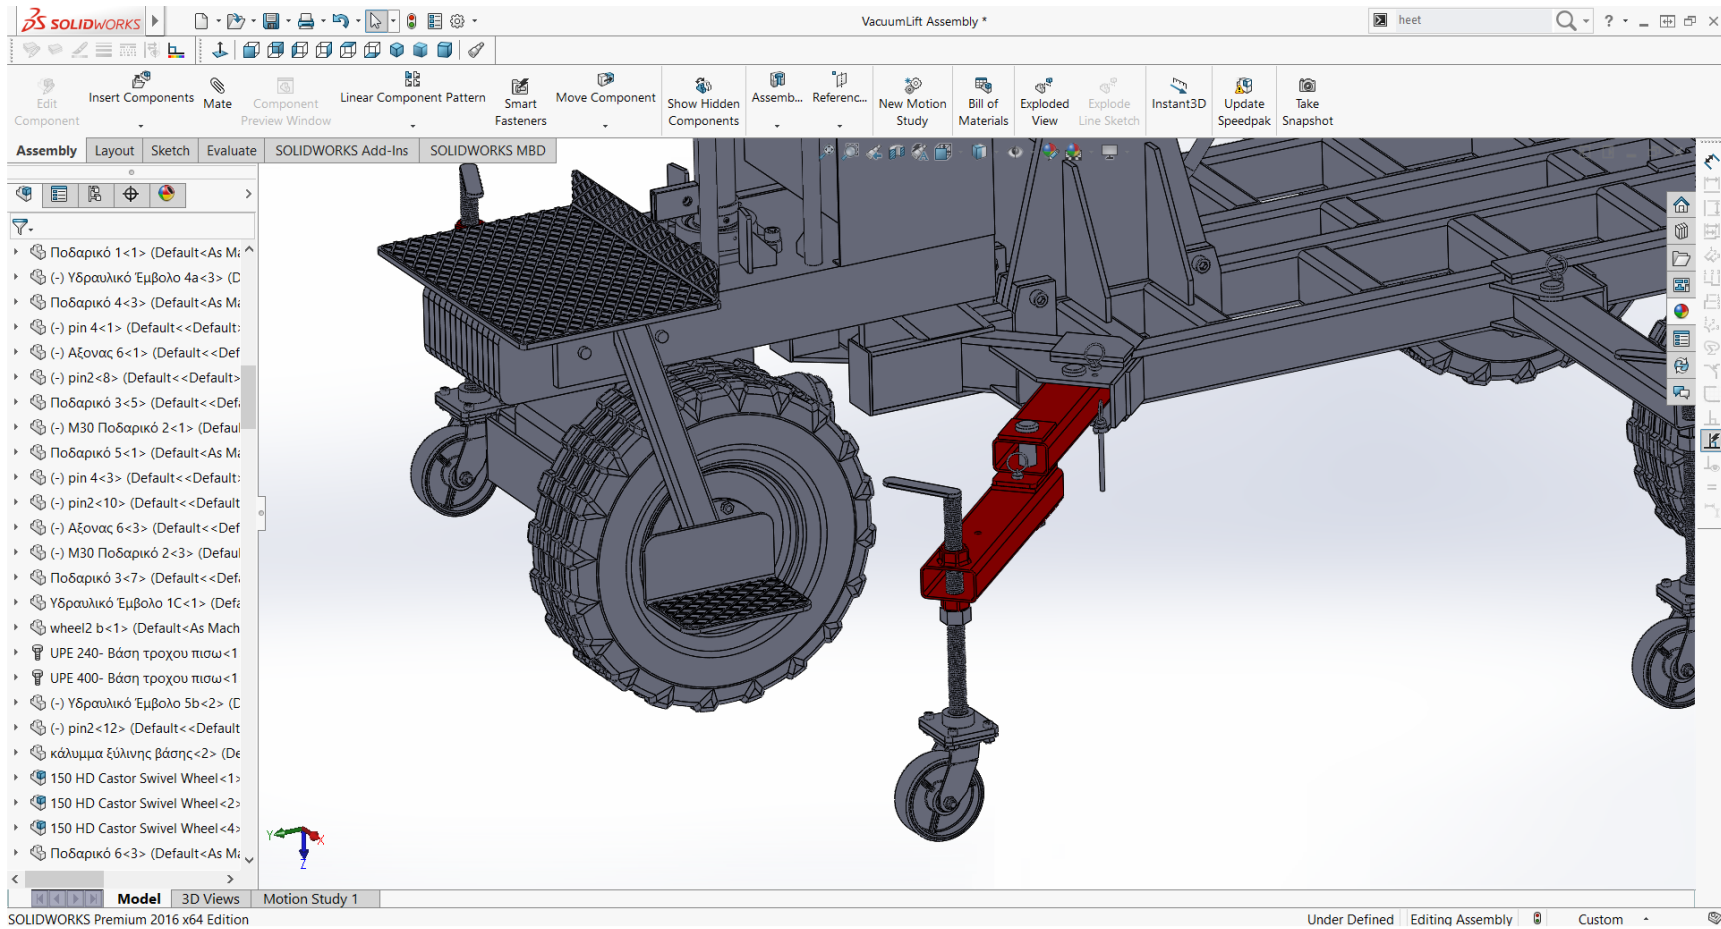 SOLIDWORKS
VacuumLift Assembly *
heet
?
Edit Component
Insert Components
Mate
Component Preview Window
Linear Component Pattern
Smart Fasteners
Move Component
Show Hidden Components
Assemb...
Referenc...
New Motion Study
Bill of Materials
Exploded View
Explode Line Sketch
Instant3D
Update Speedpak
Take Snapshot
Assembly
Layout
Sketch
Evaluate
SOLIDWORKS Add-Ins
SOLIDWORKS MBD
Ποδαρικό 1<1> (Default<As Ma
(-) Υδραυλικό Έμβολο 4a<3> (D
Ποδαρικό 4<3> (Default<As Ma
(-) pin 4<1> (Default<<Default>
(-) Αξονας 6<1> (Default<<Def
(-) pin2<8> (Default<<Default>
Ποδαρικό 3<5> (Default<<Defa
(-) M30 Ποδαρικό 2<1> (Defaul
Ποδαρικό 5<1> (Default<As Ma
(-) pin 4<3> (Default<<Default>
(-) pin2<10> (Default<<Default
(-) Αξονας 6<3> (Default<<Def
(-) M30 Ποδαρικό 2<3> (Defaul
Ποδαρικό 3<7> (Default<<Defa
Υδραυλικό Έμβολο 1C<1> (Defa
wheel2 b<1> (Default<As Mach
UPE 240- Βάση τροχου πισω<1
UPE 400- Βάση τροχου πισω<1
(-) Υδραυλικό Έμβολο 5b<2> (D
(-) pin2<12> (Default<<Default
κάλυμμα ξύλινης βάσης<2> (De
150 HD Castor Swivel Wheel<1>
150 HD Castor Swivel Wheel<2>
150 HD Castor Swivel Wheel<4>
Ποδαρικό 6<3> (Default<As Ma
Y
X
Z
Model
3D Views
Motion Study 1
SOLIDWORKS Premium 2016 x64 Edition
Under Defined
Editing Assembly
Custom